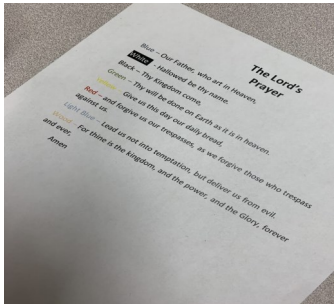 The Lord's
Prayer
Blue – Our Father, who art in Heaven,
White - Hallowed be thy name.
Black – Thy Kingdom come,
Green – Thy will be done on Earth as it is in heaven.
Yellow – Give us this day our daily bread.
Red – and forgive us our trespasses, as we forgive those who trespass
against us.
Light Blue – Lead us not into temptation, but deliver us from evil.
Wood – For thine is the kingdom, and the power, and the Glory, forever
and ever.
Amen